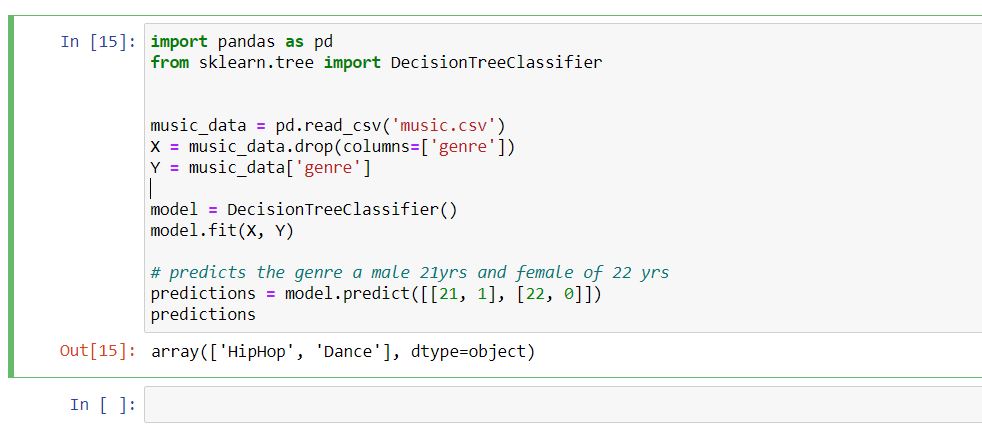 In [15]: import pandas as pd
from sklearn.tree import DecisionTreeClassifier
music_data = pd.read_csv('music.csv')
X = music_data.drop(columns=['genre'])
Y = music_data['genre']
model = DecisionTreeClassifier()
model.fit(X, Y)
# predicts the genre a male 21yrs and female of 22 yrs
predictions = model.predict([[21, 1], [22, 0]])
predictions
Out[15]: array(['HipHop', 'Dance'], dtype=object)
In [ ]: